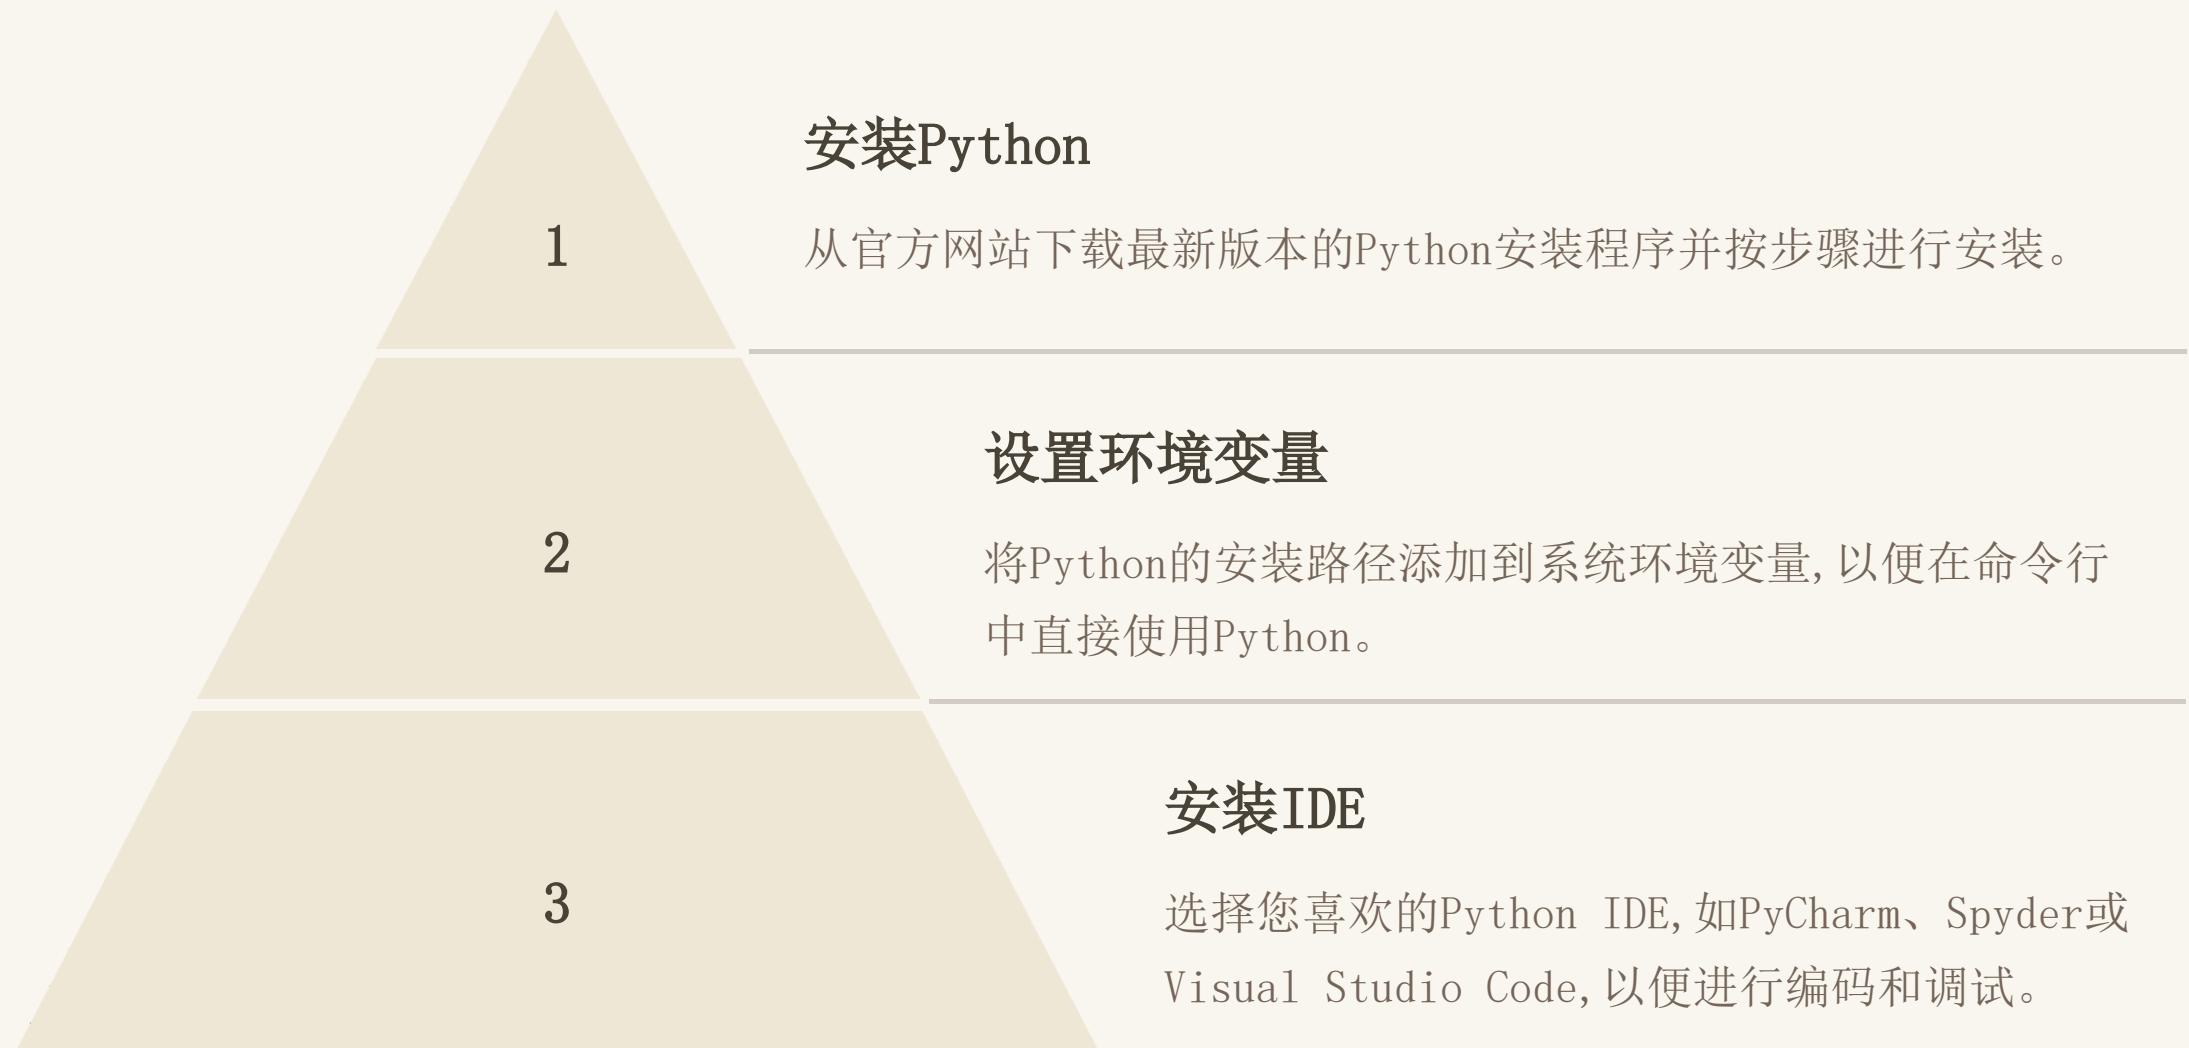 安装Python
1
从官方网站下载最新版本的Python安装程序并按步骤进行安装。
设置环境变量
2
将Python的安装路径添加到系统环境变量,以便在命令行
中直接使用Python。
安装IDE
3
选择您喜欢的Python IDE,如PyCharm、Spyder或
Visual Studio Code,以便进行编码和调试。